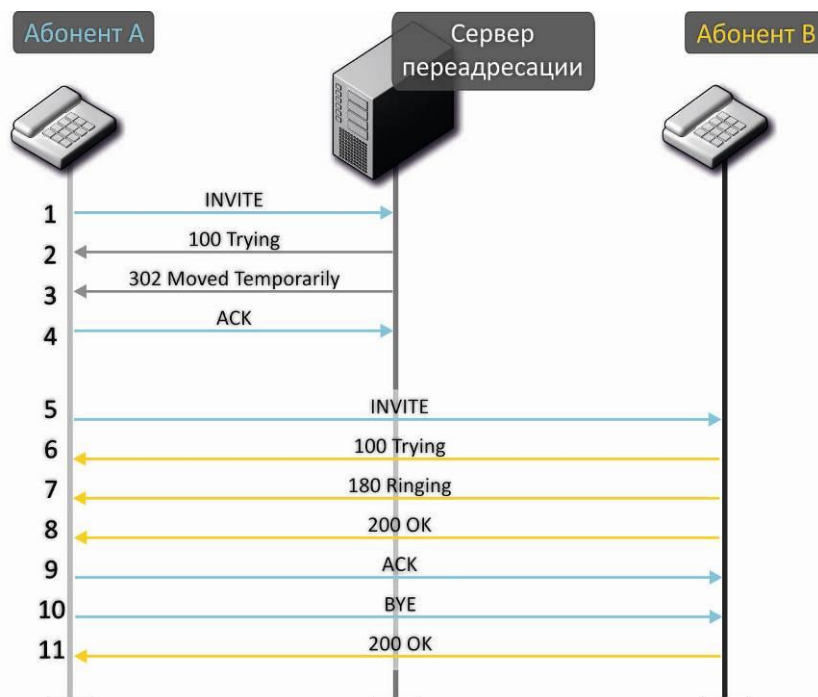 Абонент А
Сервер
переадресации
Абонент В
1 INVITE
2 100 Trying
3 302 Moved Temporarily
4 ACK
5 INVITE
6 100 Trying
7 180 Ringing
8 200 OK
9 ACK
10 BYE
11 200 OK